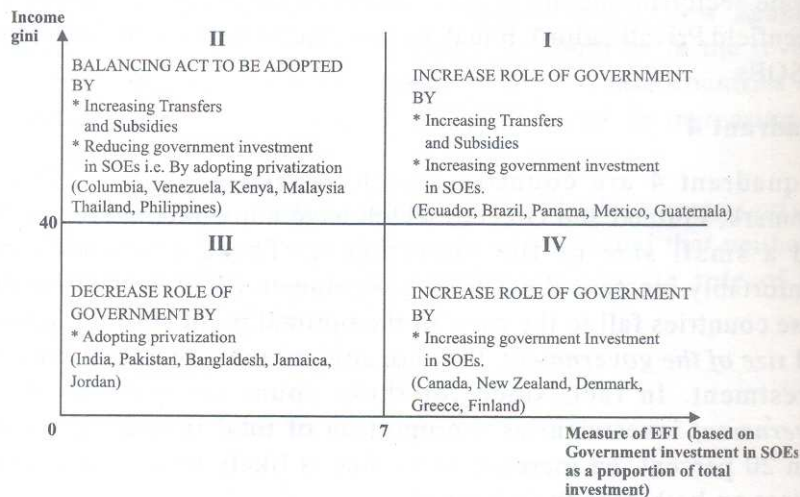 Income
gini
II
I
BALANCING ACT TO BE ADOPTED
BY
* Increasing Transfers
and Subsidies
* Reducing government investment
in SOEs i.e. By adopting privatization
(Columbia, Venezuela, Kenya, Malaysia
Thailand, Philippines)
INCREASE ROLE OF GOVERNMENT
BY
* Increasing Transfers
and Subsidies
* Increasing government investment
in SOEs.
(Ecuador, Brazil, Panama, Mexico, Guatemala)
40
III
IV
DECREASE ROLE OF
GOVERNMENT BY
* Adopting privatization
(India, Pakistan, Bangladesh, Jamaica,
Jordan)
INCREASE ROLE OF GOVERNMENT
BY
* Increasing government Investment
in SOEs.
(Canada, New Zealand, Denmark,
Greece, Finland)
0
7
Measure of EFI (based on
Government investment in SOEs
as a proportion of total
investment)